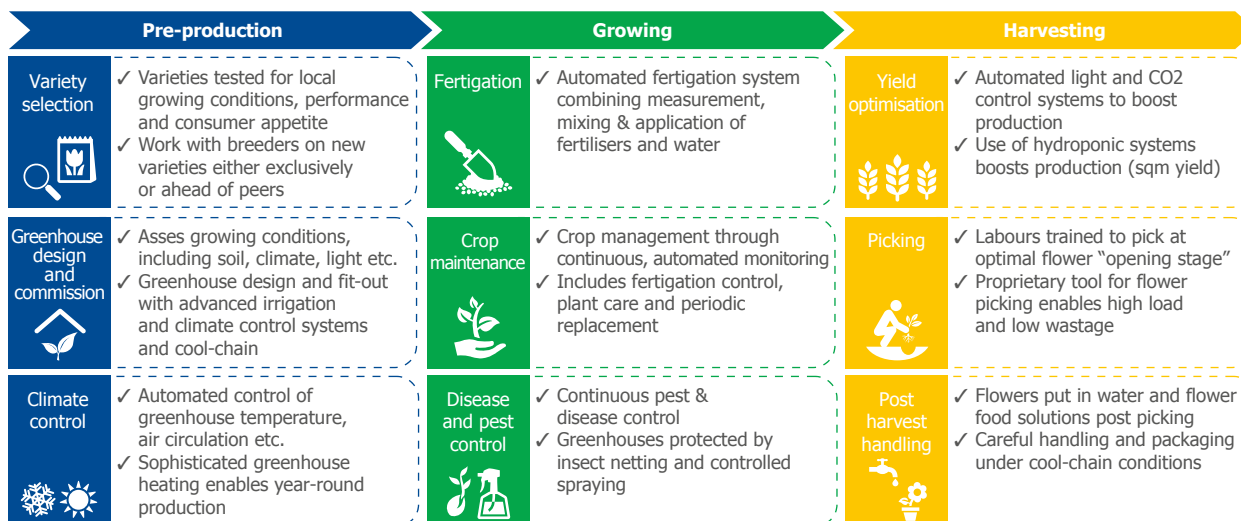 Pre-production
Growing
Harvesting
Variety
selection
✓ Varieties tested for local
growing conditions, performance
and consumer appetite
✓ Work with breeders on new
varieties either exclusively
or ahead of peers
Fertigation
✓ Automated fertigation system
combining measurement,
mixing & application of
fertilisers and water
Yield
optimisation
✓ Automated light and CO2
control systems to boost
production
✓ Use of hydroponic systems
boosts production (sqm yield)
Greenhouse
design
and
commission
✓ Asses growing conditions,
including soil, climate, light etc.
✓ Greenhouse design and fit-out
with advanced irrigation
and climate control systems
and cool-chain
Crop
maintenance
✓ Crop management through
continuous, automated monitoring
✓ Includes fertigation control,
plant care and periodic
replacement
Picking
✓ Labours trained to pick at
optimal flower “opening stage”
✓ Proprietary tool for flower
picking enables high load
and low wastage
Climate
control
✓ Automated control of
greenhouse temperature,
air circulation etc.
✓ Sophisticated greenhouse
heating enables year-round
production
Disease
and pest
control
✓ Continuous pest &
disease control
✓ Greenhouses protected by
insect netting and controlled
spraying
Post
harvest
handling
✓ Flowers put in water and flower
food solutions post picking
✓ Careful handling and packaging
under cool-chain conditions